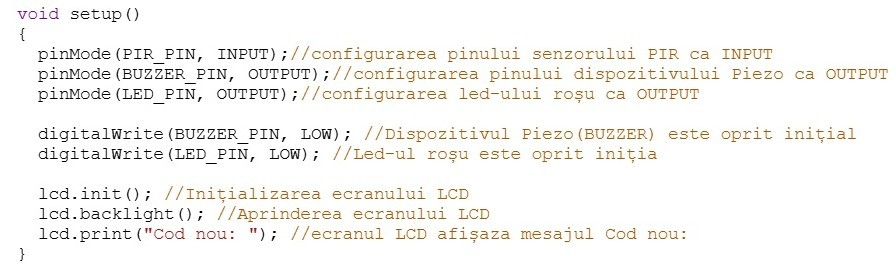 void setup()
{
pinMode(PIR_PIN, INPUT);//configurarea pinului senzorului PIR ca INPUT
pinMode(BUZZER_PIN, OUTPUT);//configurarea pinului dispozitivului Piezo ca OUTPUT
pinMode(LED_PIN, OUTPUT);//configurarea led-ului roșu ca OUTPUT
digitalWrite(BUZZER_PIN, LOW); //Dispozitivul Piezo(BUZZER) este oprit inițial
digitalWrite(LED_PIN, LOW); //Led-ul roșu este oprit iniția
lcd.init(); //Inițializarea ecranului LCD
lcd.backlight(); //Aprinderea ecranului LCD
lcd.print("Cod nou: "); //ecranul LCD afișaza mesajul Cod nou:
}